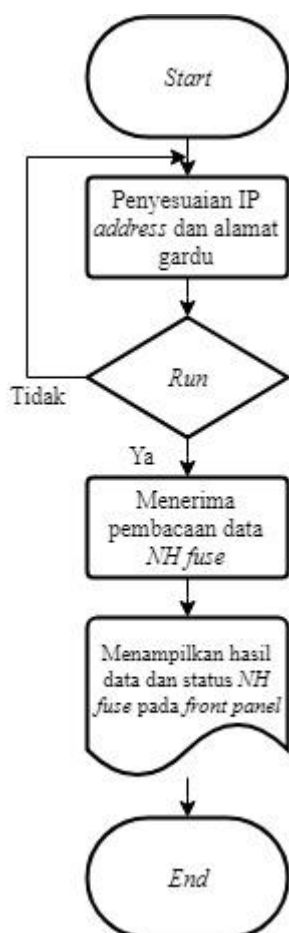 Start
Penyesuaian IP
address dan alamat
gardu
Run
Tidak
Ya
Menerima
pembacaan data
NH fuse
Menampilkan hasil
data dan status NH
fuse pada front panel
End